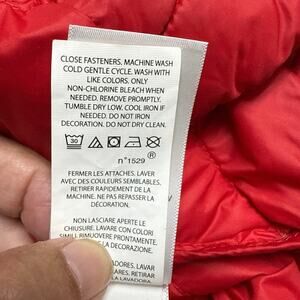 CLOSE FASTENERS. MACHINE WASH
COLD GENTLE CYCLE. WASH WITH
LIKE COLORS. ONLY
NON-CHLORINE BLEACH WHEN
NEEDED. REMOVE PROMPTLY.
TUMBLE DRY LOW. COOL IRON IF
NEEDED. DO NOT IRON
DECORATION. DO NOT DRY CLEAN.
30
®
n°1529
FERMER LES ATTACHES. LAVER
AVEC DES COULEURS SEMBLABLES.
RETIRER RAPIDEMENT DE LA
MACHINE. NE PAS REPASSER LA
DÉCORATION.
NON LASCIARE APERTE LE
CHIUSURE. LAVARE CON COLORI
SIMILI. RIMUOVERE PRONTAMENTE.
LAVAR